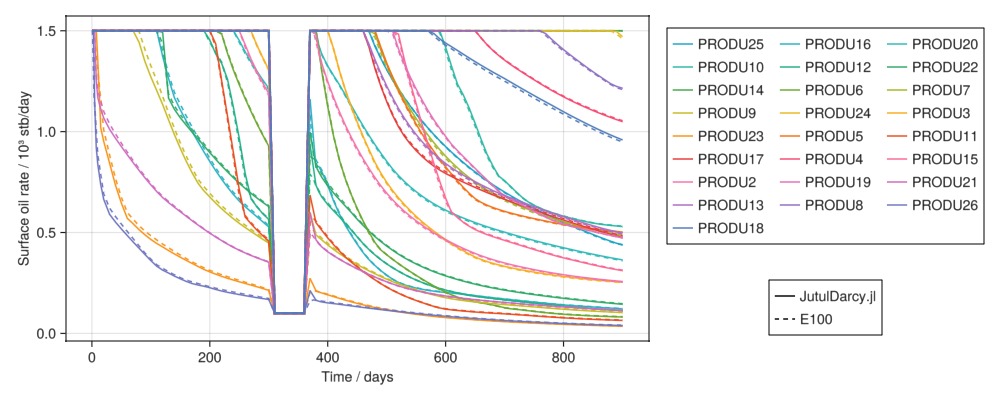 1.5
1.0
0.5
0.0
Surface oil rate / 10³ stb/day
0 200 400 600 800
Time / days
PRODU25 PRODU16 PRODU20
PRODU10 PRODU12 PRODU22
PRODU14 PRODU6 PRODU7
PRODU9 PRODU24 PRODU3
PRODU23 PRODU5 PRODU11
PRODU17 PRODU4 PRODU15
PRODU2 PRODU19 PRODU21
PRODU13 PRODU8 PRODU26
PRODU18
JutulDarcy.jl
E100